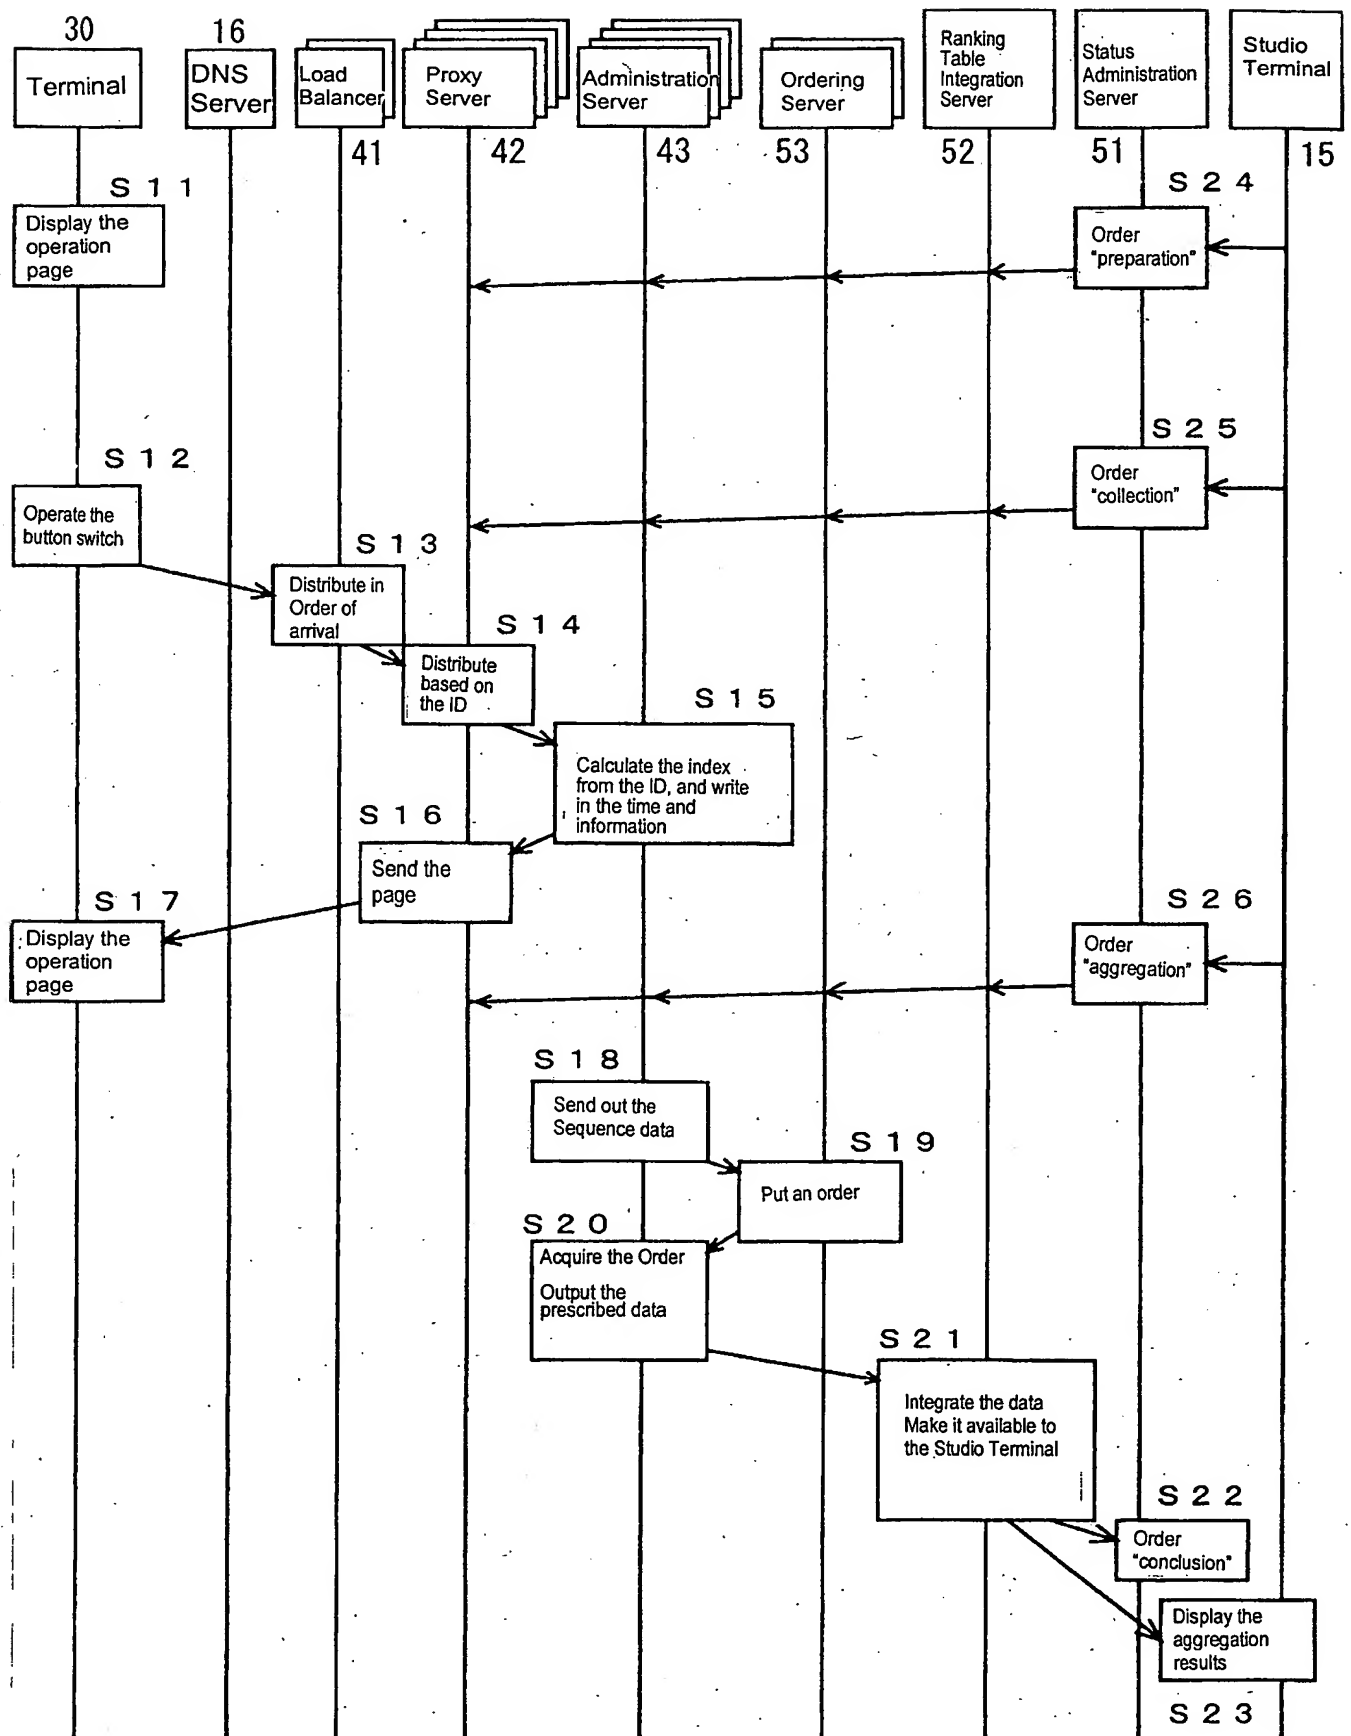 30
16
Terminal
DNS
Server
Load
Balancer
Proxy
Server
Administration
Server
Ordering
Server
Ranking
Table
Integration
Server
Status
Administration
Server
Studio
Terminal
41
42
43
53
52
51
15
S 1 1
Display the
operation
page
S 2 4
Order
"preparation"
S 2 5
Order
"collection"
S 1 2
Operate the
button switch
S 1 3
Distribute in
Order of
arrival
S 1 4
Distribute
based on
the ID
S 1 5
Calculate the index
from the ID, and write
in the time and
information
S 1 6
Send the
page
S 1 7
Display the
operation
page
S 2 6
Order
"aggregation"
S 1 8
Send out the
Sequence data
S 1 9
Put an order
S 2 0
Acquire the Order
Output the
prescribed data
S 2 1
Integrate the data
Make it available to
the Studio Terminal
S 2 2
Order
"conclusion"
Display the
aggregation
results
S 2 3